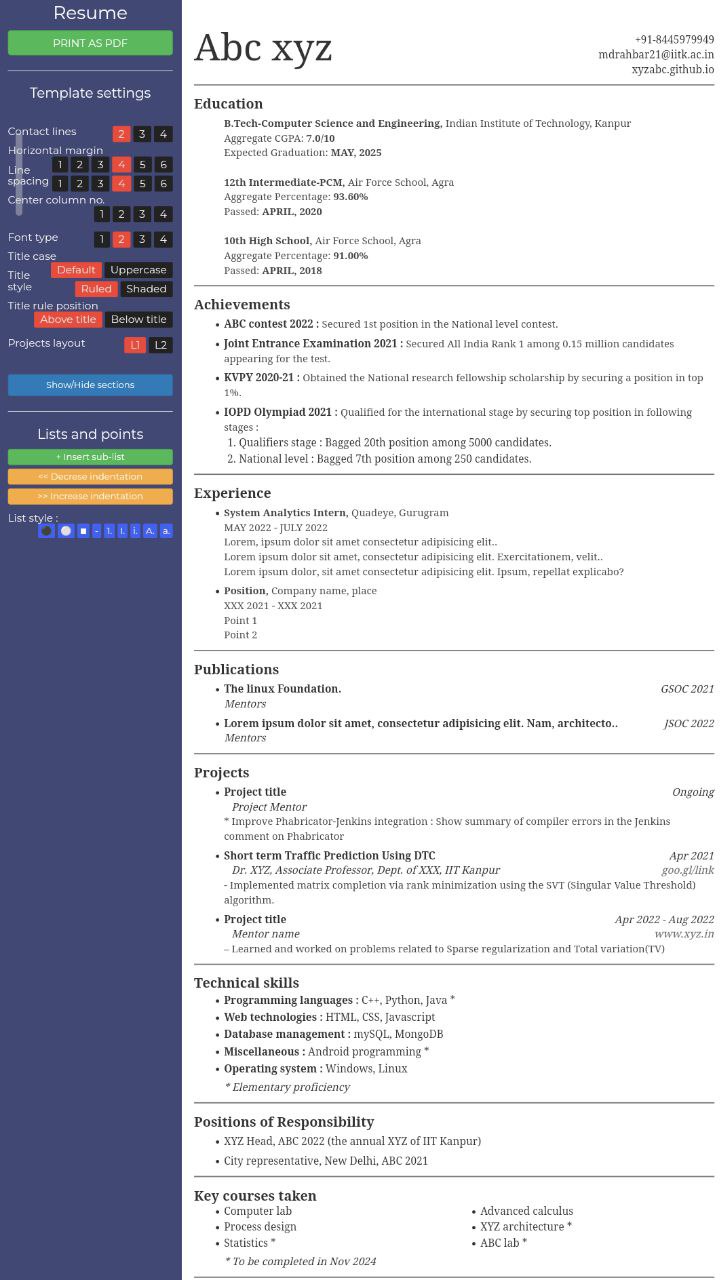 Resume
PRINT AS PDF
Template settings
Contact lines 2 3 4
Horizontal margin
1 2 3 4 5 6
Line
spacing 1 2 3 4 5 6
Center column no.
1 2 3 4
Font type 1 2 3 4
Title case
Default Uppercase
Title
style Ruled Shaded
Title rule position
Above title Below title
Projects layout L1 L2
Show/Hide sections
Lists and points
+ Insert sub-list
<< Decrese indentation
>> Increase indentation
List style :
⚫ ⚪ ■ - 1. I. i. A. a.
Abc xyz
+91-8445979949
mdrahbar21@iitk.ac.in
xyzabc.github.io
Education
B.Tech-Computer Science and Engineering, Indian Institute of Technology, Kanpur
Aggregate CGPA: 7.0/10
Expected Graduation: MAY, 2025
12th Intermediate-PCM, Air Force School, Agra
Aggregate Percentage: 93.60%
Passed: APRIL, 2020
10th High School, Air Force School, Agra
Aggregate Percentage: 91.00%
Passed: APRIL, 2018
Achievements
• ABC contest 2022 : Secured 1st position in the National level contest.
• Joint Entrance Examination 2021 : Secured All India Rank 1 among 0.15 million candidates
appearing for the test.
• KVPY 2020-21 : Obtained the National research fellowship scholarship by securing a position in top
1%.
• IOPD Olympiad 2021 : Qualified for the international stage by securing top position in following
stages :
1. Qualifiers stage : Bagged 20th position among 5000 candidates.
2. National level : Bagged 7th position among 250 candidates.
Experience
• System Analytics Intern, Quadeye, Gurugram
MAY 2022 - JULY 2022
Lorem, ipsum dolor sit amet consectetur adipisicing elit..
Lorem ipsum dolor sit amet, consectetur adipisicing elit. Exercitationem, velit..
Lorem ipsum dolor, sit amet consectetur adipisicing elit. Ipsum, repellat explicabo?
• Position, Company name, place
XXX 2021 - XXX 2021
Point 1
Point 2
Publications
• The linux Foundation. GSOC 2021
Mentors
• Lorem ipsum dolor sit amet, consectetur adipisicing elit. Nam, architecto.. JSOC 2022
Mentors
Projects
• Project title Ongoing
Project Mentor
* Improve Phabricator-Jenkins integration : Show summary of compiler errors in the Jenkins
comment on Phabricator
• Short term Traffic Prediction Using DTC Apr 2021
Dr. XYZ, Associate Professor, Dept. of XXX, IIT Kanpur goo.gl/link
- Implemented matrix completion via rank minimization using the SVT (Singular Value Threshold)
algorithm.
• Project title Apr 2022 - Aug 2022
Mentor name www.xyz.in
– Learned and worked on problems related to Sparse regularization and Total variation(TV)
Technical skills
• Programming languages : C++, Python, Java *
• Web technologies : HTML, CSS, Javascript
• Database management : mySQL, MongoDB
• Miscellaneous : Android programming *
• Operating system : Windows, Linux
* Elementary proficiency
Positions of Responsibility
• XYZ Head, ABC 2022 (the annual XYZ of IIT Kanpur)
• City representative, New Delhi, ABC 2021
Key courses taken
• Computer lab • Advanced calculus
• Process design • XYZ architecture *
• Statistics * • ABC lab *
* To be completed in Nov 2024